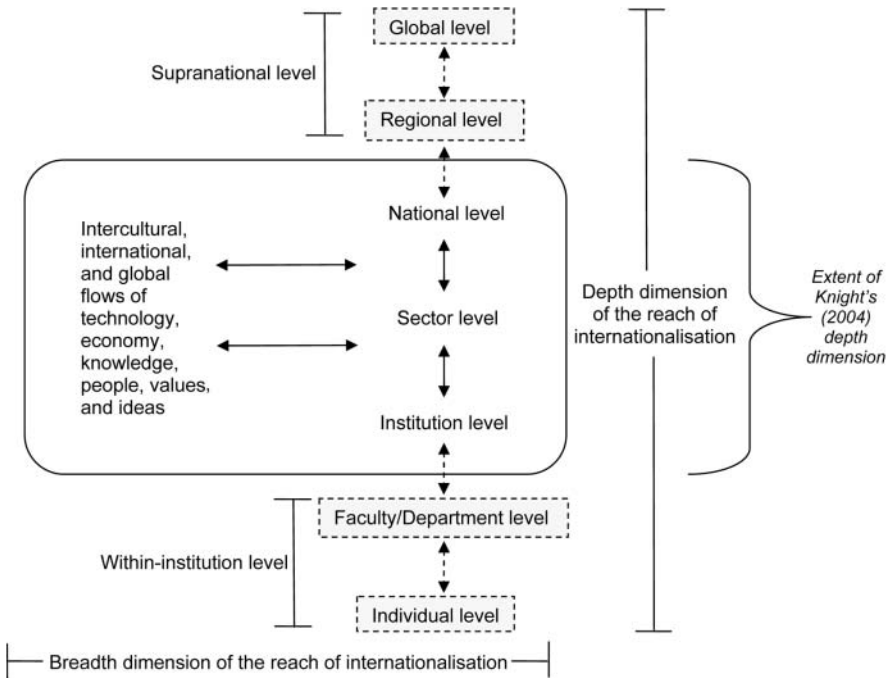 Global level
Supranational level
Regional level
National level
Intercultural,
international,
and global
flows of
technology,
economy,
knowledge,
people, values,
and ideas
Sector level
Institution level
Depth dimension
of the reach of
internationalisation
Extent of
Knight's
(2004)
depth
dimension
Faculty/Department level
Within-institution level
Individual level
Breadth dimension of the reach of internationalisation